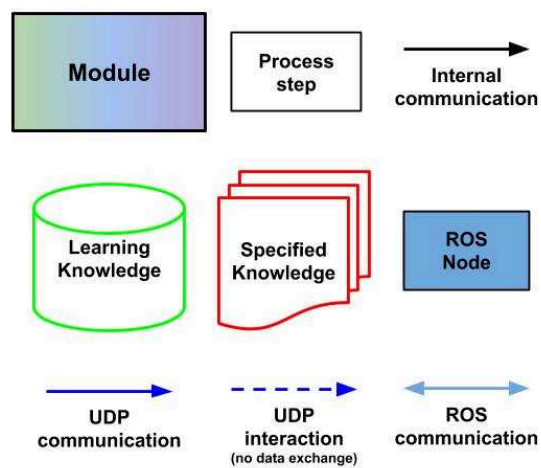 Module
Process
step
Internal
communication
Learning
Knowledge
Specified
Knowledge
ROS
Node
UDP
communication
UDP
interaction
(no data exchange)
ROS
communication